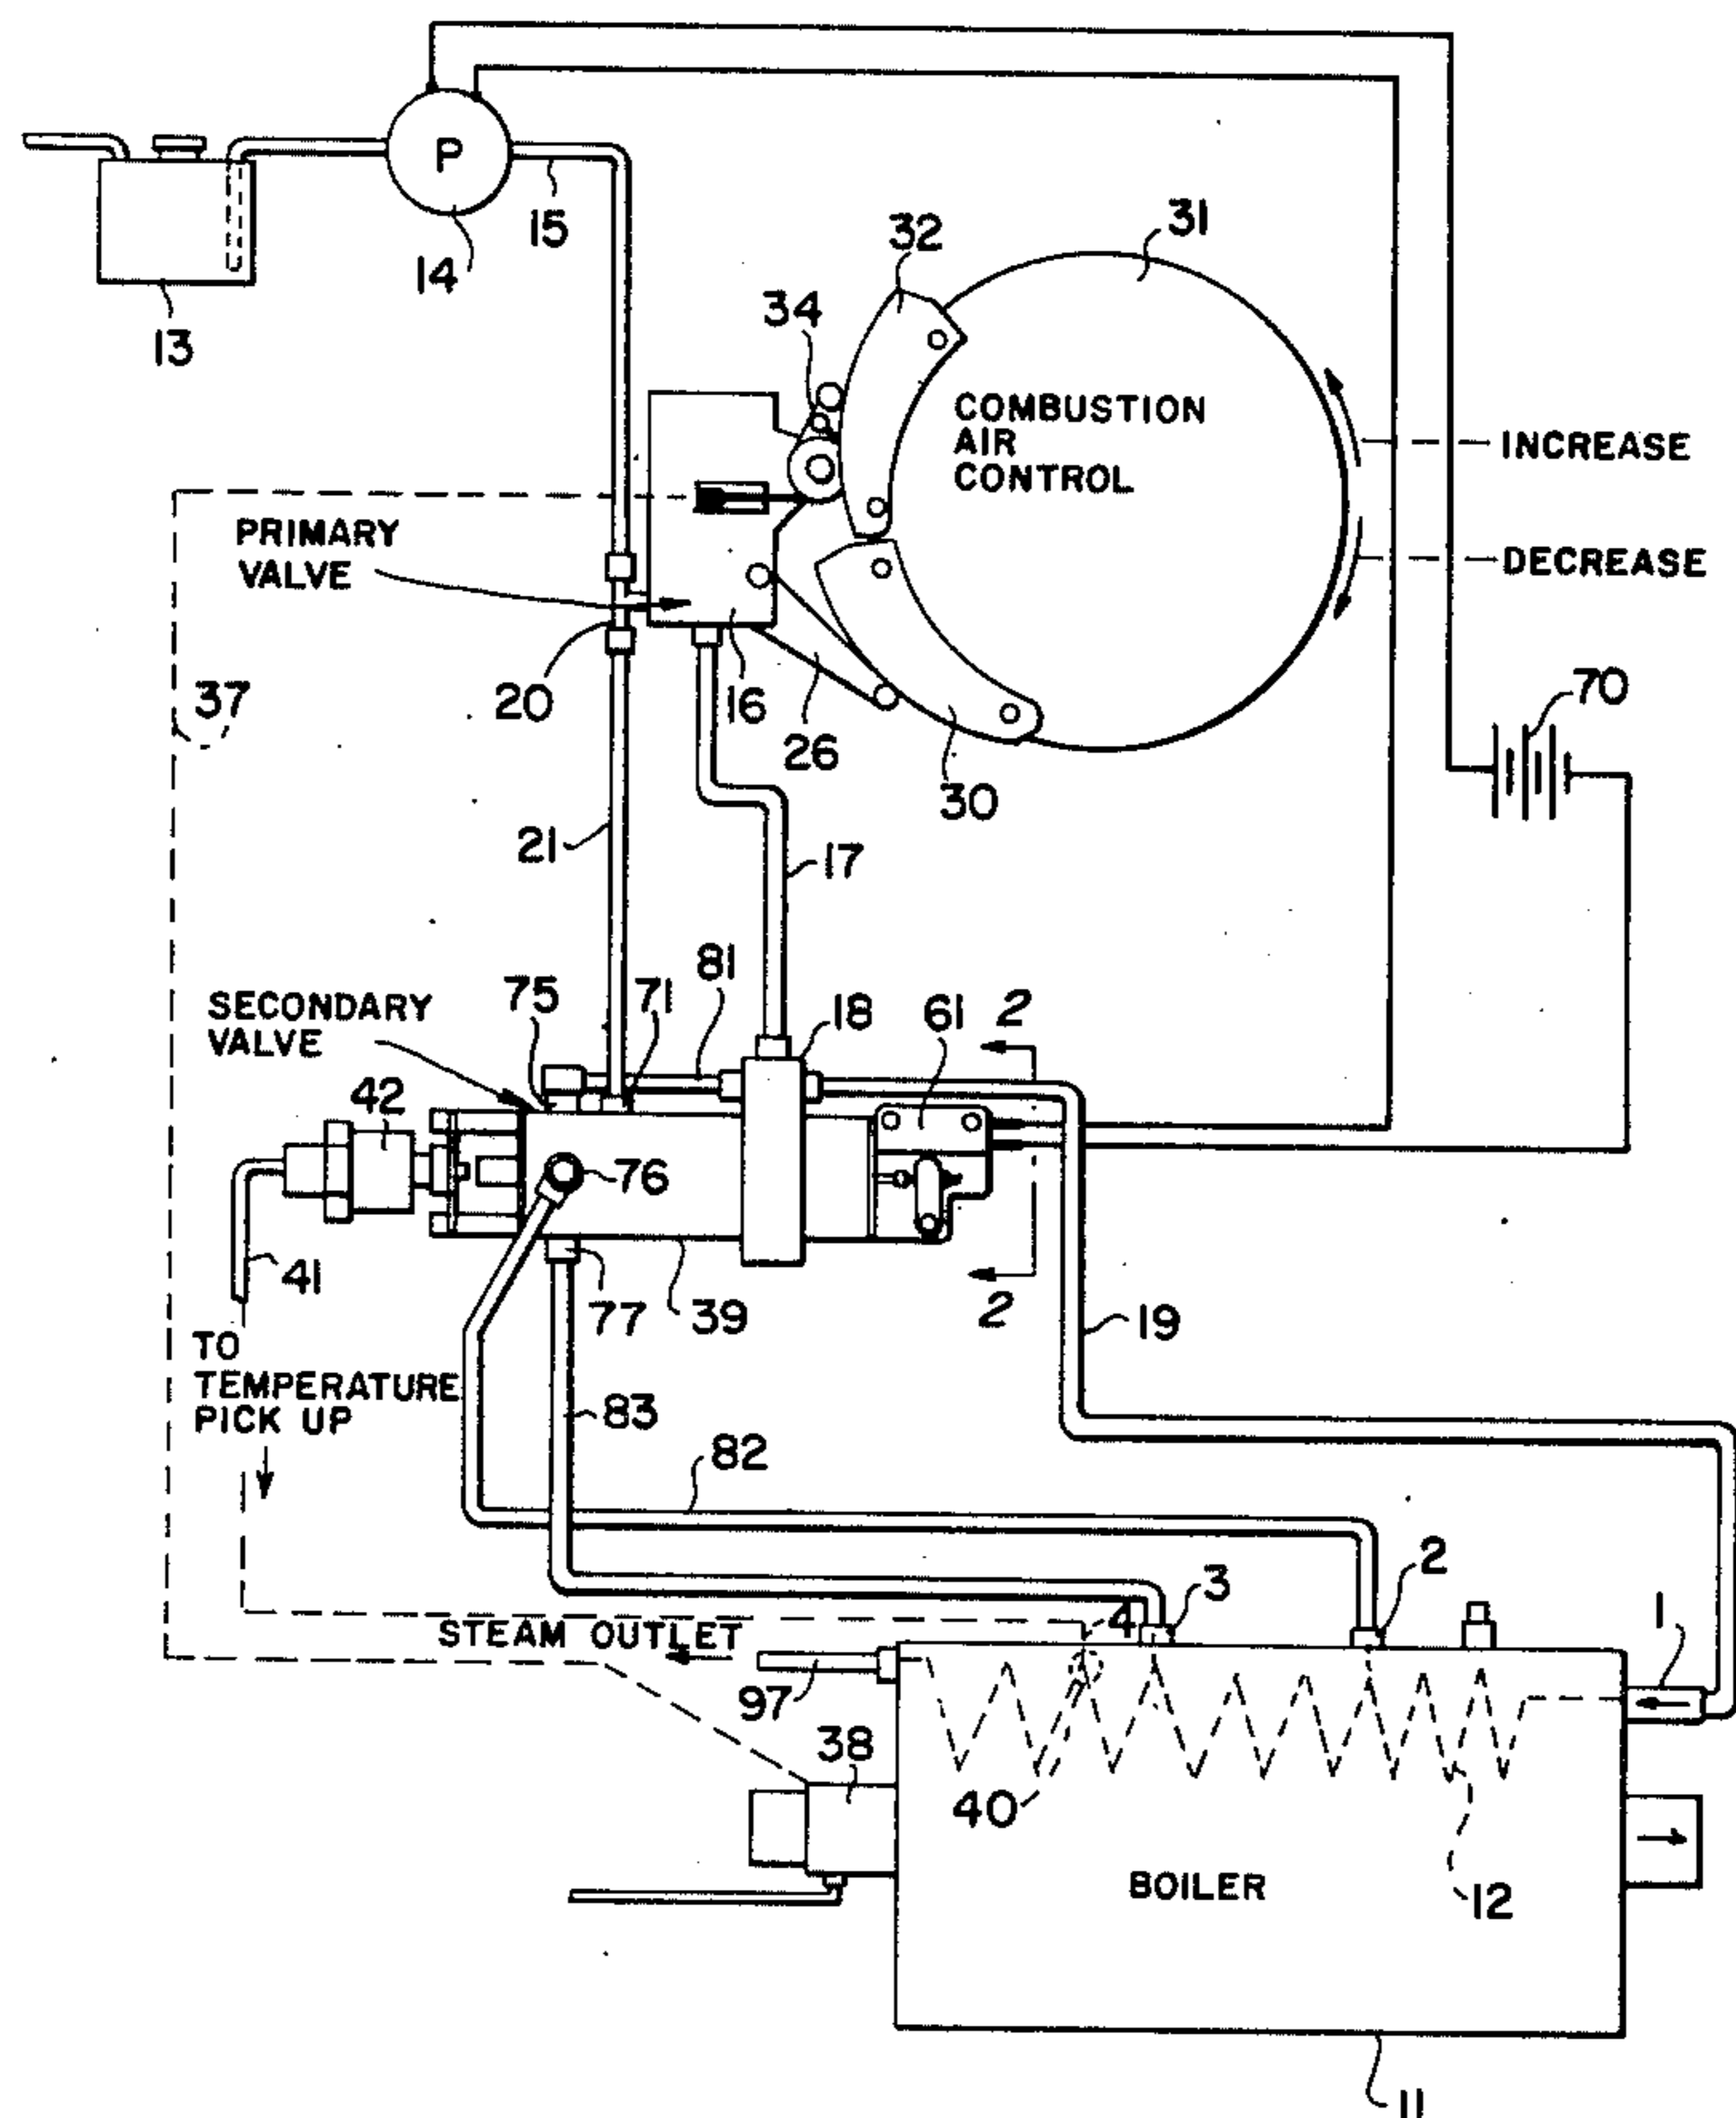 P
15
14
13
32
31
34
COMBUSTION
AIR
CONTROL
INCREASE
DECREASE
PRIMARY
VALVE
37
20
16
26
30
70
21
17
75
71
81
18
61
2
SECONDARY
VALVE
42
76
41
77
39
2
19
TO
TEMPERATURE
PICK UP
83
82
3
2
1
4
STEAM OUTLET
97
38
40
BOILER
12
11